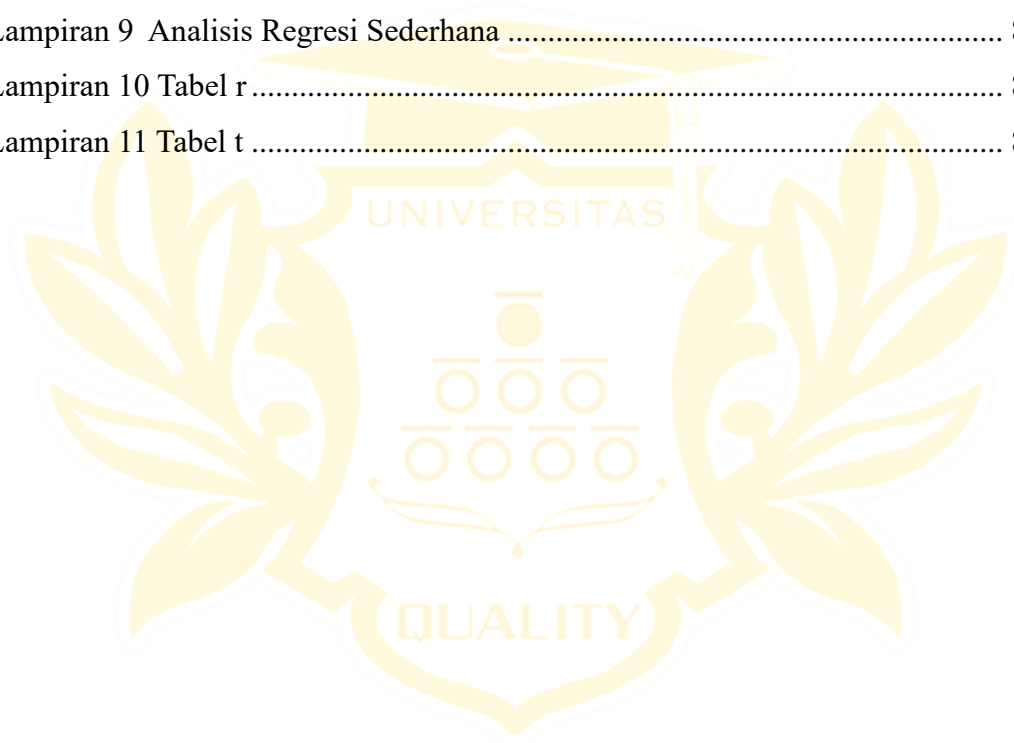 Lampiran 9  Analisis Regresi Sederhana ............................................................... 8
Lampiran 10 Tabel r ............................................................................................... 8
Lampiran 11 Tabel t ............................................................................................... 8
UNIVERSITAS
QUALITY